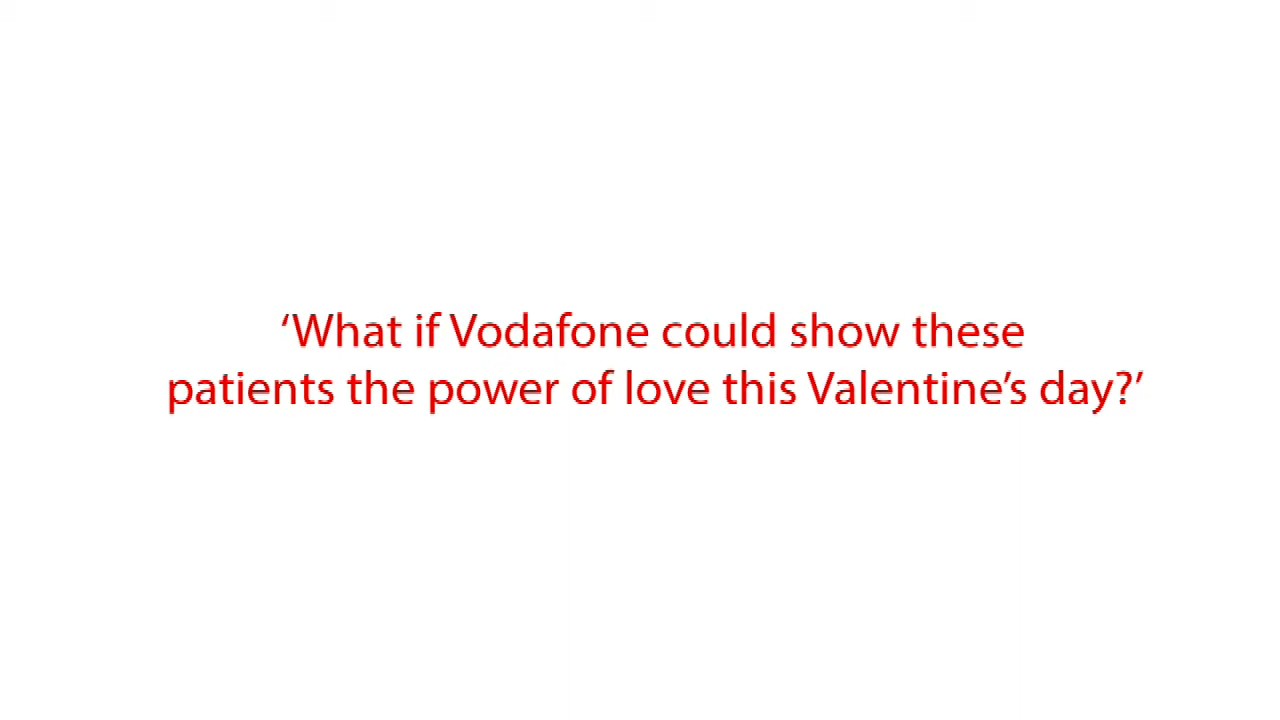 ‘What if Vodafone could show these
patients the power of love this Valentine’s day?’